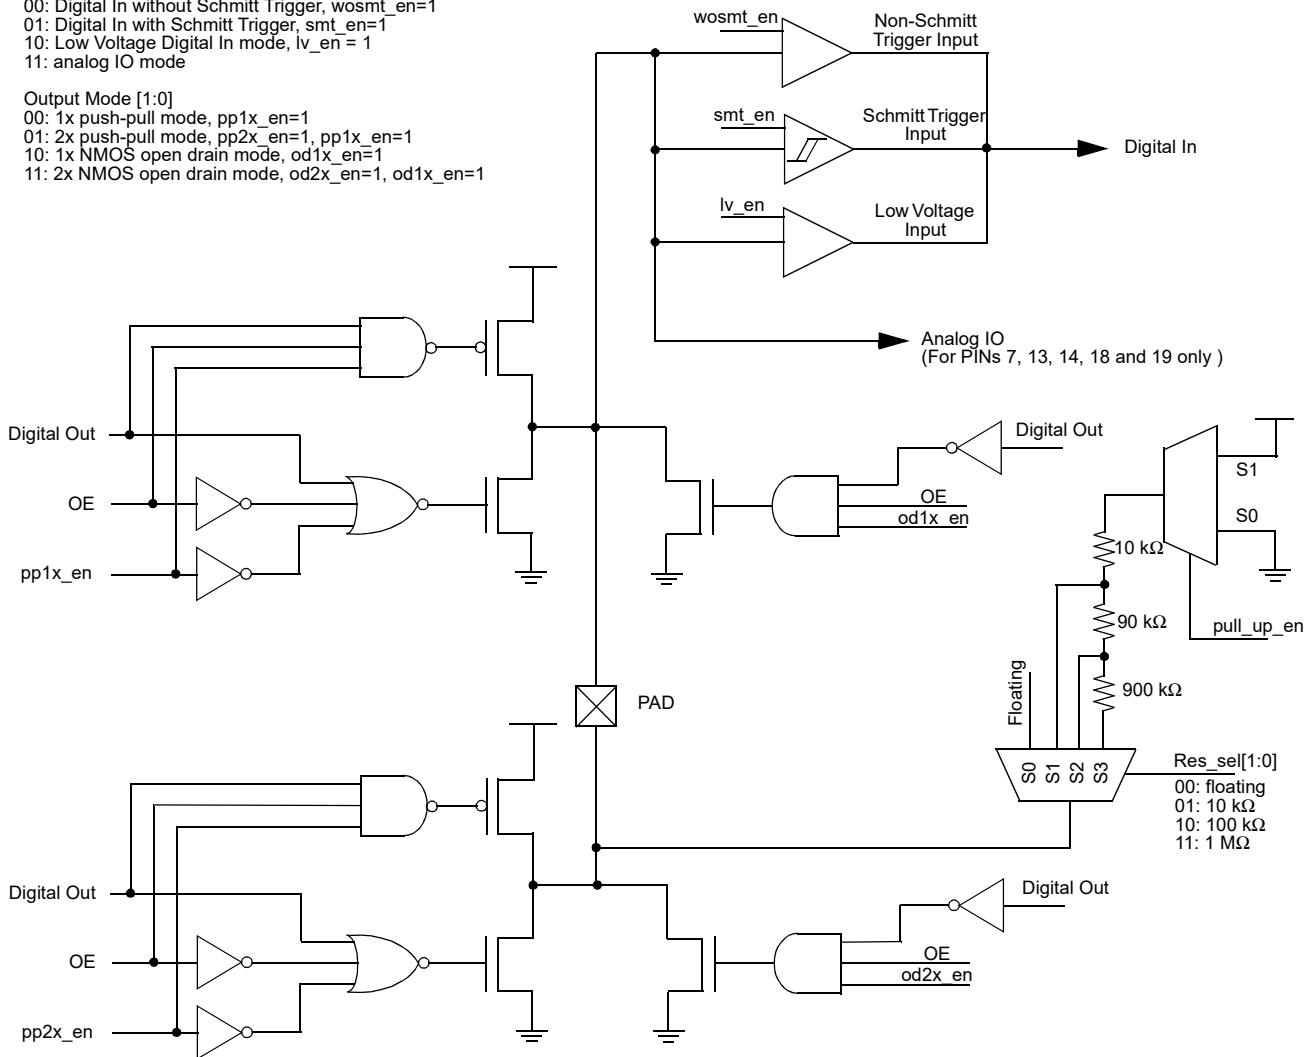 00: Digital In without Schmitt Trigger, wosmt_en=1
01: Digital In with Schmitt Trigger, smt_en=1
10: Low Voltage Digital In mode, lv_en = 1
11: analog IO mode
Output Mode [1:0]
00: 1x push-pull mode, pp1x_en=1
01: 2x push-pull mode, pp2x_en=1, pp1x_en=1
10: 1x NMOS open drain mode, od1x_en=1
11: 2x NMOS open drain mode, od2x_en=1, od1x_en=1
wosmt_en
Non-Schmitt
Trigger Input
smt_en
Schmitt Trigger
Input
Digital In
lv_en
Low Voltage
Input
Analog IO
(For PINs 7, 13, 14, 18 and 19 only )
Digital Out
OE
pp1x_en
Digital Out
OE
od1x_en
S1
S0
10 kΩ
90 kΩ
pull_up_en
900 kΩ
Floating
PAD
S0
S1
S2
S3
Res_sel[1:0]
00: floating
01: 10 kΩ
10: 100 kΩ
11: 1 MΩ
Digital Out
OE
pp2x_en
Digital Out
OE
od2x_en